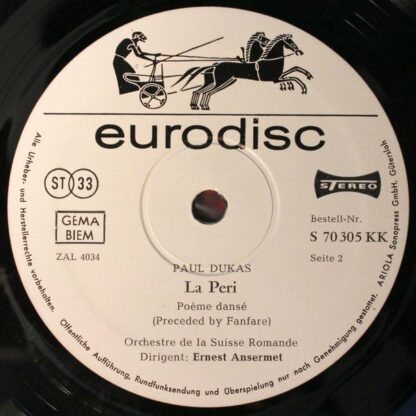 eurodisc
ST 33
STEREO
GEMA
BIEM
Bestell-Nr.
S 70 305 KK
ZAL 4034
Seite 2
PAUL DUKAS
La Peri
Poème dansé
(Preceded by Fanfare)
Orchestre de la Suisse Romande
Dirigent: Ernest Ansermet
Alle Urheber- und Herstellerrechte vorbehalten.
Öffentliche Aufführung, Rundfunksendung und Überspielung nur nach Genehmigung gestattet.
ARIOLA Sonopress GmbH. Gütersloh